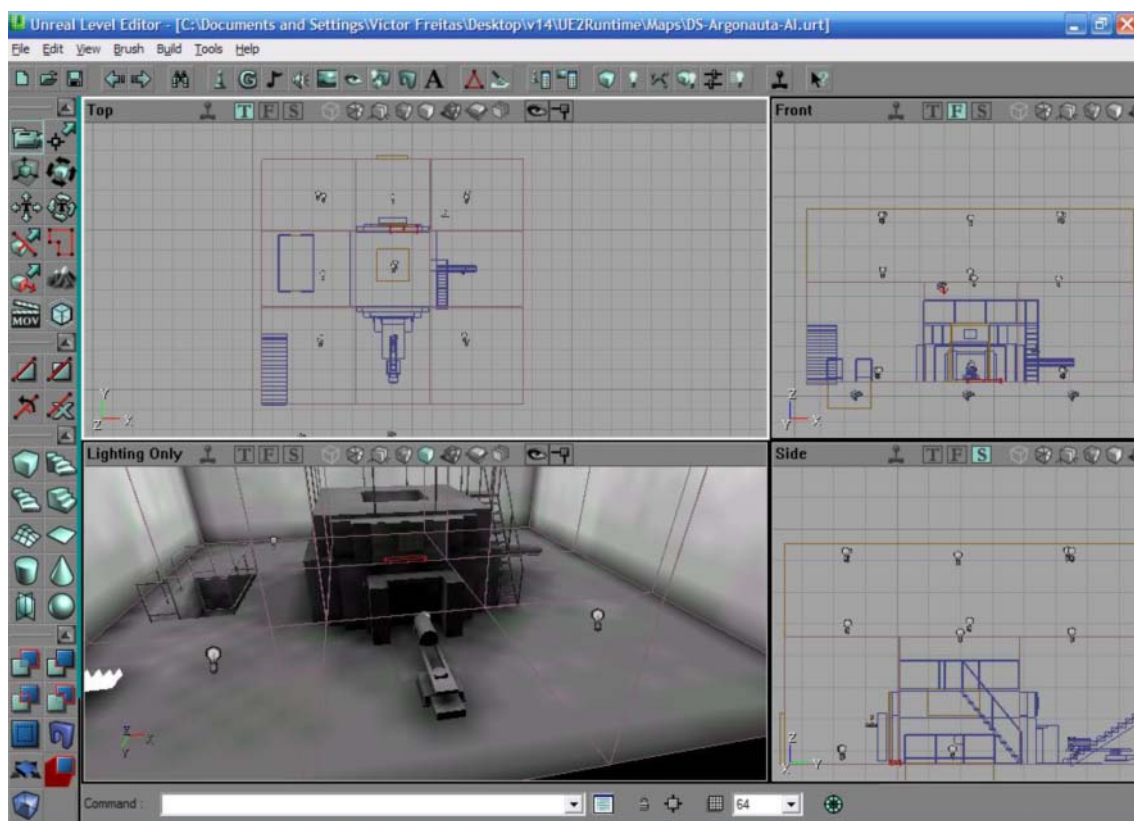 Unreal Level Editor - [C:\Documents and Settings\Victor Freitas\Desktop\v14\UE2Runtime\Maps\DS-Argonauta-AI.urt]
File Edit View Brush Build Tools Help
A
Top T F S
Front T F S
MOV
Y
Z X
Z
Y X
Lighting Only T F S
Side T F S
Z
Y X
Z
X Y
Command : 64